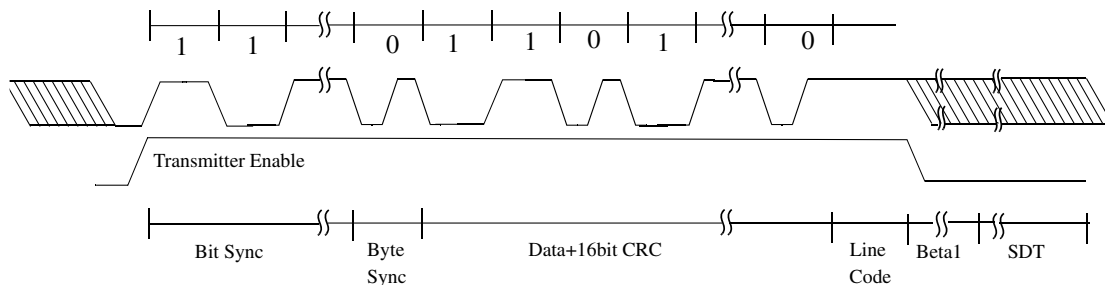 1 1 0 1 1 0 1 0
Transmitter Enable
Bit Sync Byte Data+16bit CRC Line Beta1 SDT
Sync Code